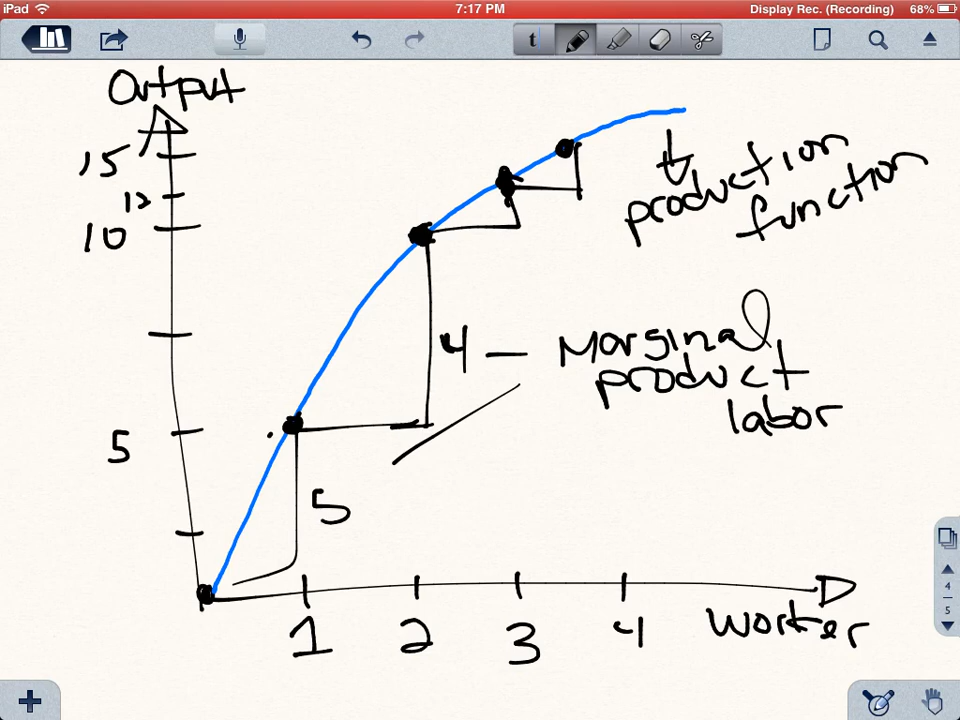 iPad
7:17 PM
Display Rec. (Recording) 68%
t
Output
15
12
10
5
production
function
4 — Marginal
product
labor
5
1 2 3 4 worker
4
5